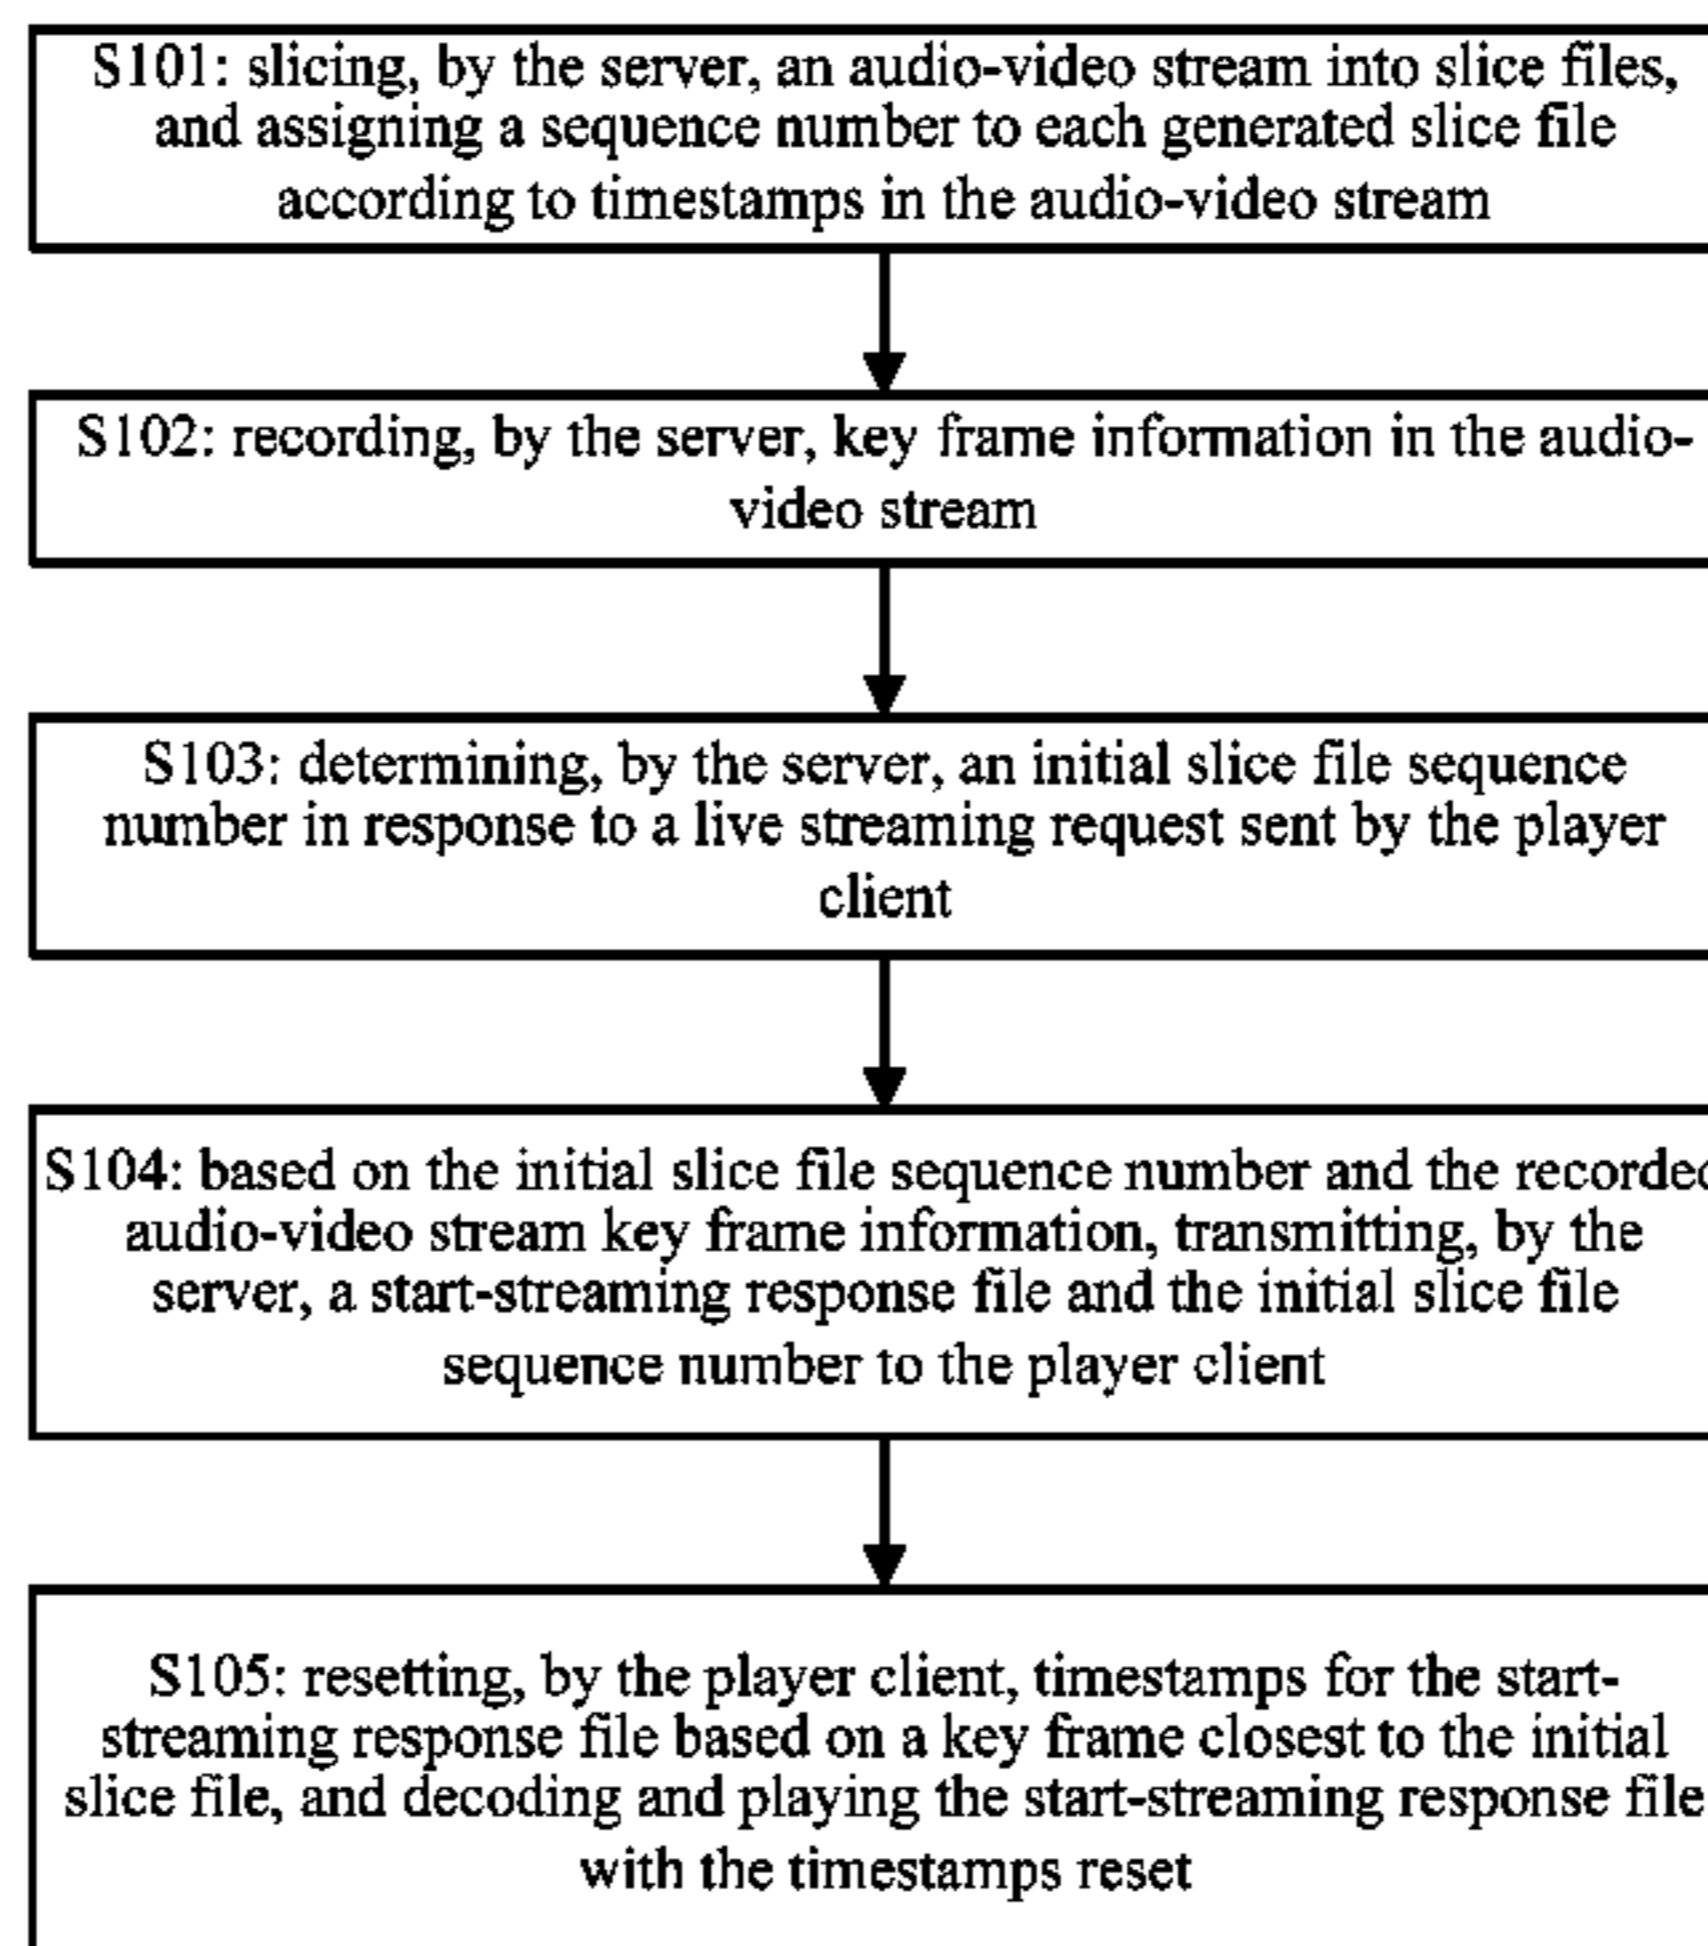 S101: slicing, by the server, an audio-video stream into slice files,
and assigning a sequence number to each generated slice file
according to timestamps in the audio-video stream
S102: recording, by the server, key frame information in the audio-
video stream
S103: determining, by the server, an initial slice file sequence
number in response to a live streaming request sent by the player
client
S104: based on the initial slice file sequence number and the recorded
audio-video stream key frame information, transmitting, by the
server, a start-streaming response file and the initial slice file
sequence number to the player client
S105: resetting, by the player client, timestamps for the start-
streaming response file based on a key frame closest to the initial
slice file, and decoding and playing the start-streaming response file
with the timestamps reset